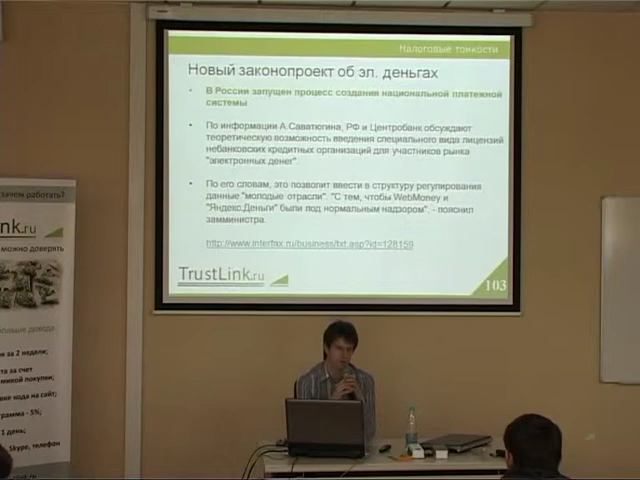 Налоговые тонкости
Новый законопроект об эл. деньгах
В России запущен процесс создания национальной платежной
системы
По информации А.Саватюгина, РФ и Центробанк обсуждают
теоретическую возможность введения специального вида лицензий
небанковских кредитных организаций для участников рынка
"электронных денег".
По его словам, это позволит ввести в структуру регулирования
данные "молодые отрасли". "С тем, чтобы WebMoney и
"Яндекс.Деньги" были под нормальным надзором", - пояснил
замминистра.
http://www.interfax.ru/business/txt.asp?id=128159
TrustLink.ru
103
зачем работать?
nk.ru
можно доверять
дохода
за 2 недели;
та за счет
покупки;
кода на сайт;
грамма - 5%;
1 день;
Skype, телефон